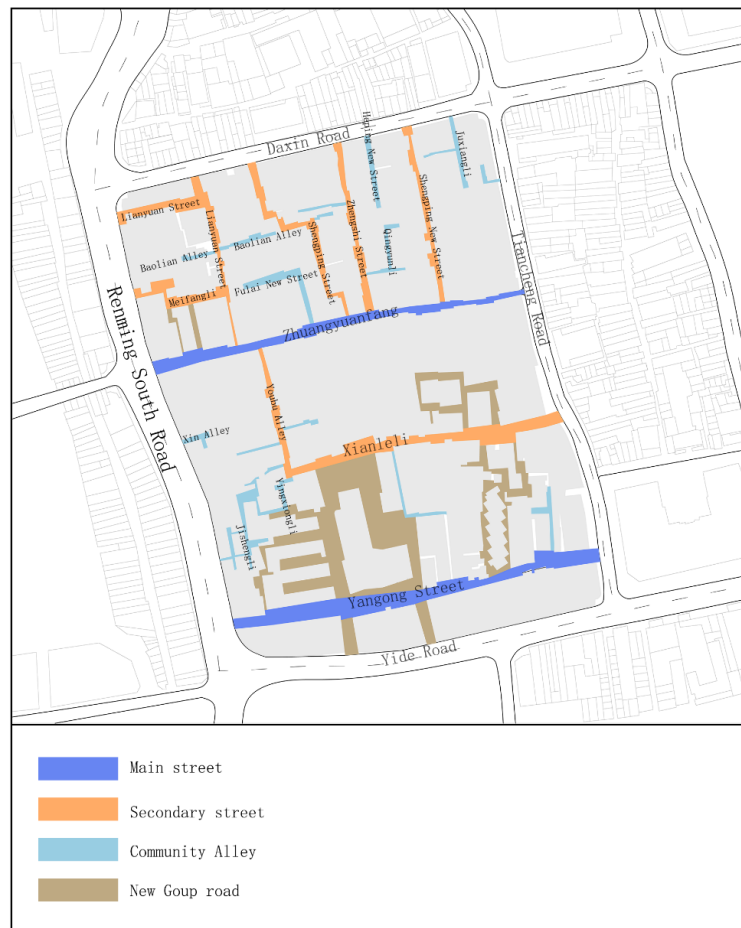 Daxin Road
Heping New Street
Juxiangli
Lianyuan Street
Lianyuan Street
Zhengshi Street
Shengping New Street
Shengping Street
Baolian Alley
Baolian Alley
Qingyunli
Tiancheng Road
Fulai New Street
Meifangli
Renming South Road
Zhuangyuanfang
Youbu Alley
Xin Alley
Xianleli
Yingxiongli
Jishengli
Yangong Street
Yide Road
Main street
Secondary street
Community Alley
New Goup road